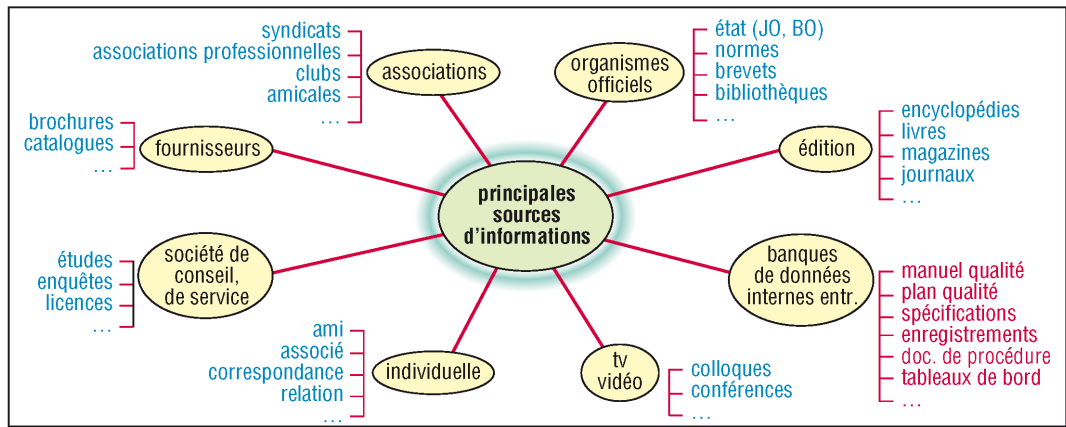 syndicats
associations professionnelles
clubs
amicales
...
associations
organismes
officiels
état (JO, BO)
normes
brevets
bibliothèques
...
brochures
catalogues
...
fournisseurs
édition
encyclopédies
livres
magazines
journaux
...
principales
sources
d'informations
études
enquêtes
licences
...
société de
conseil,
de service
banques
de données
internes entr.
manuel qualité
plan qualité
spécifications
enregistrements
doc. de procédure
tableaux de bord
...
ami
associé
correspondance
relation
...
individuelle
tv
vidéo
colloques
conférences
...